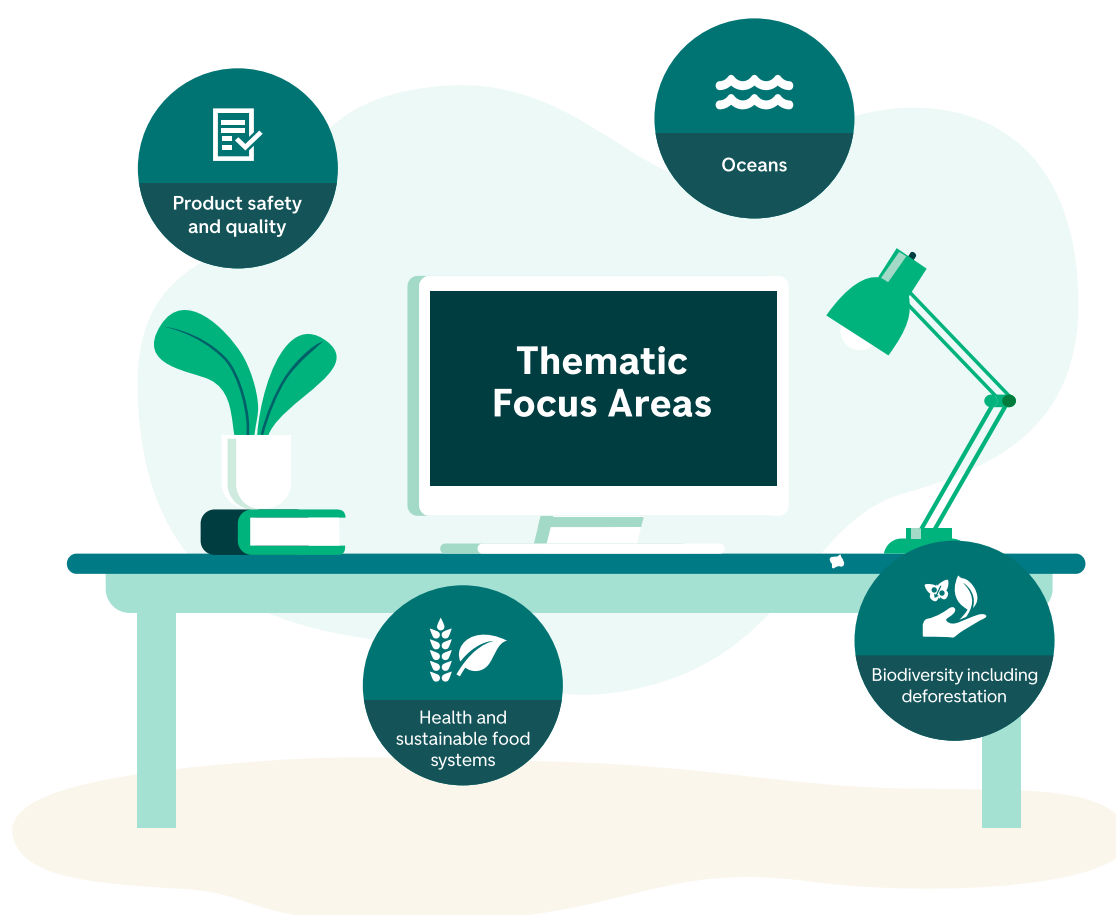 Oceans
Product safety
and quality
Thematic
Focus Areas
Biodiversity including
deforestation
Health and
sustainable food
systems